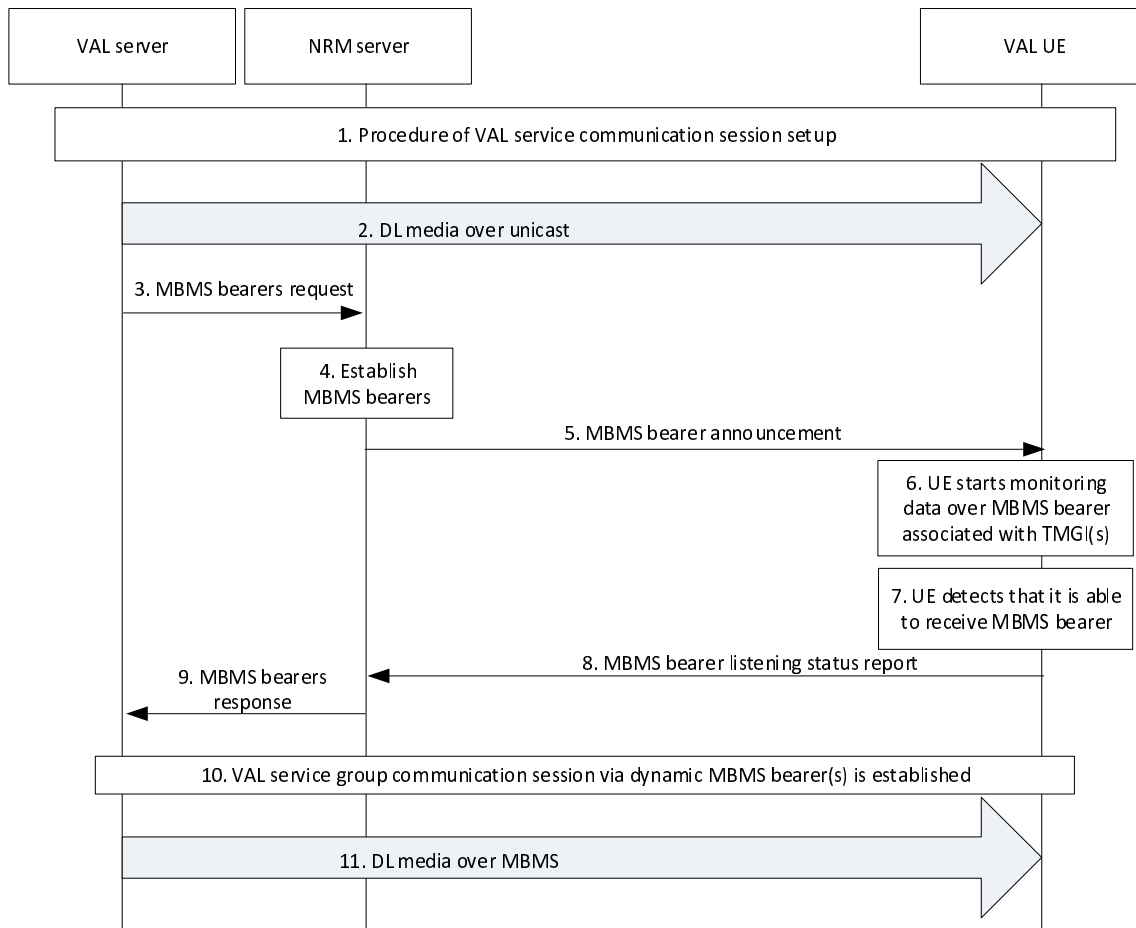 VAL server
NRM server
VAL UE
1. Procedure of VAL service communication session setup
2. DL media over unicast
3. MBMS bearers request
4. Establish
MBMS bearers
5. MBMS bearer announcement
6. UE starts monitoring
data over MBMS bearer
associated with TMGI(s)
7. UE detects that it is able
to receive MBMS bearer
8. MBMS bearer listening status report
9. MBMS bearers
response
10. VAL service group communication session via dynamic MBMS bearer(s) is established
11. DL media over MBMS